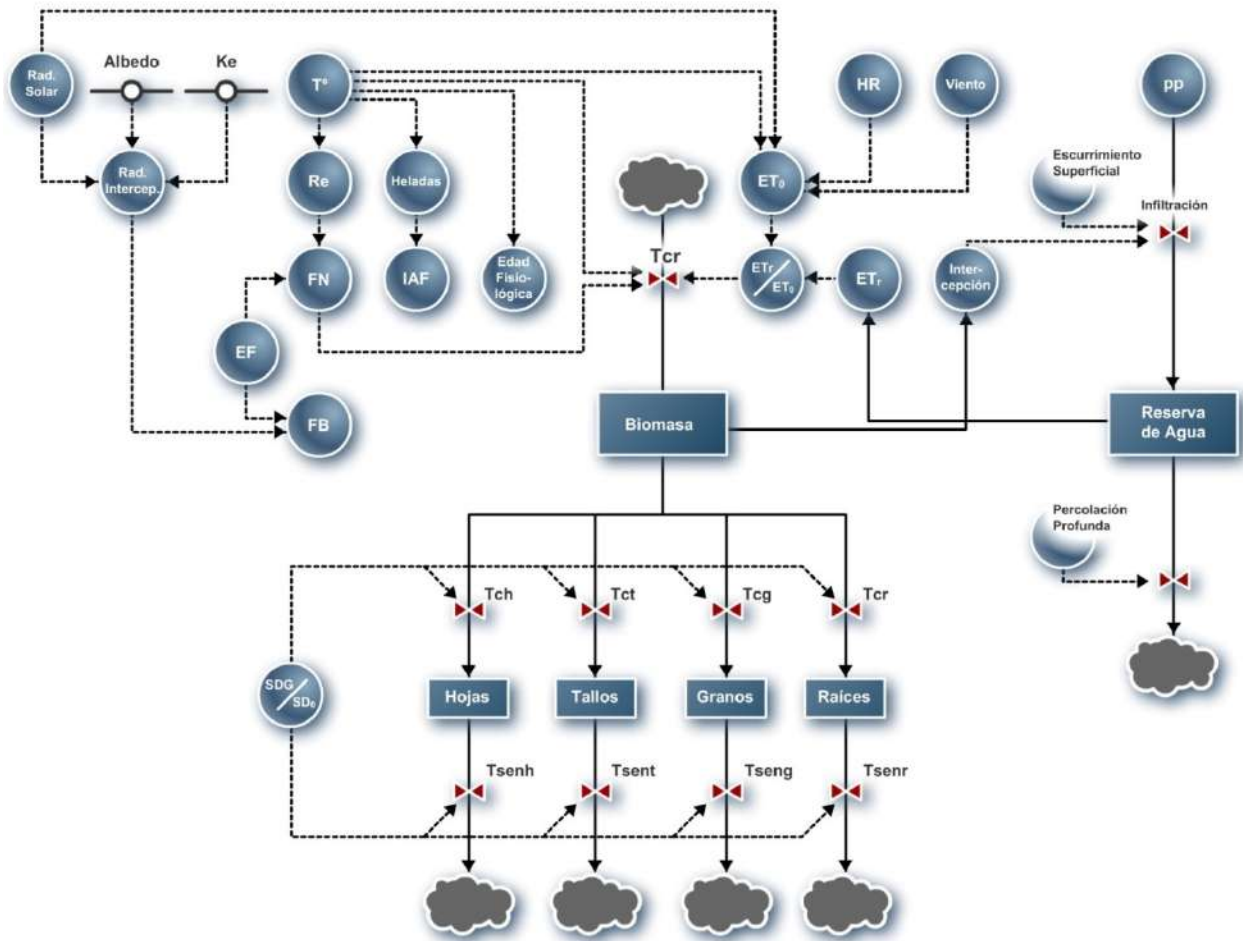 Rad.
Solar
Albedo
Ke
Tº
HR
Viento
pp
Rad.
Intercep.
Re
Heladas
ET₀
Escurrimiento
Superficial
Infiltración
FN
IAF
Edad
Fisio-
lógica
Tcr
ETr
ET₀
ETr
Inter-
cepción
EF
FB
Biomasa
Reserva
de Agua
Percolación
Profunda
Tch
Tct
Tcg
Tcr
SDG
SD₀
Hojas
Tallos
Granos
Raíces
Tsenh
Tsent
Tseng
Tsenr